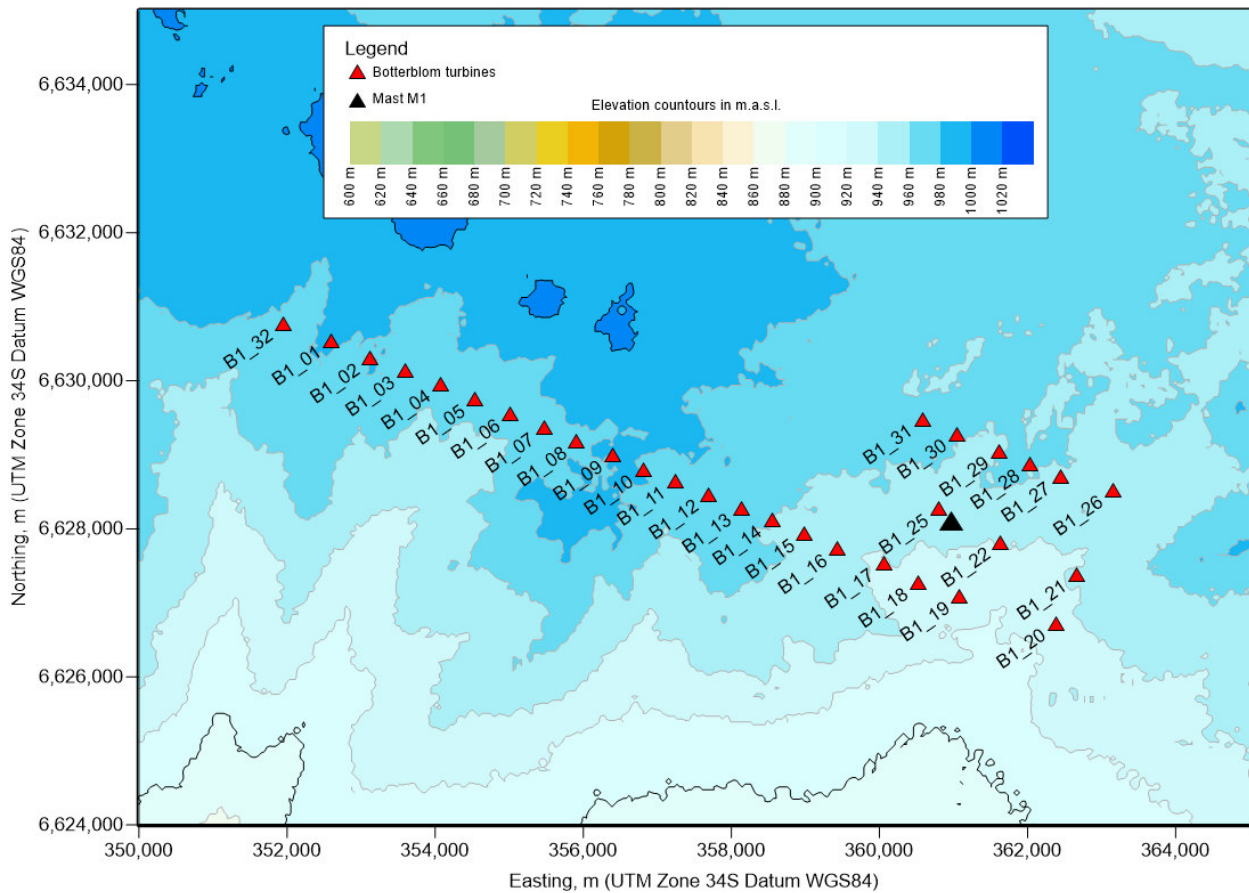 Legend
Botterblom turbines
Mast M1
Elevation countours in m.a.s.l.
600 m
620 m
640 m
660 m
680 m
700 m
720 m
740 m
760 m
780 m
800 m
820 m
840 m
860 m
880 m
900 m
920 m
940 m
960 m
980 m
1000 m
1020 m
6,634,000
6,632,000
6,630,000
6,628,000
6,626,000
6,624,000
Northing, m (UTM Zone 34S Datum WGS84)
B1_32
B1_01
B1_02
B1_03
B1_04
B1_05
B1_06
B1_07
B1_08
B1_09
B1_10
B1_11
B1_12
B1_13
B1_14
B1_15
B1_16
B1_17
B1_18
B1_19
B1_20
B1_21
B1_22
B1_25
B1_26
B1_27
B1_28
B1_29
B1_30
B1_31
350,000
352,000
354,000
356,000
358,000
360,000
362,000
364,000
Easting, m (UTM Zone 34S Datum WGS84)